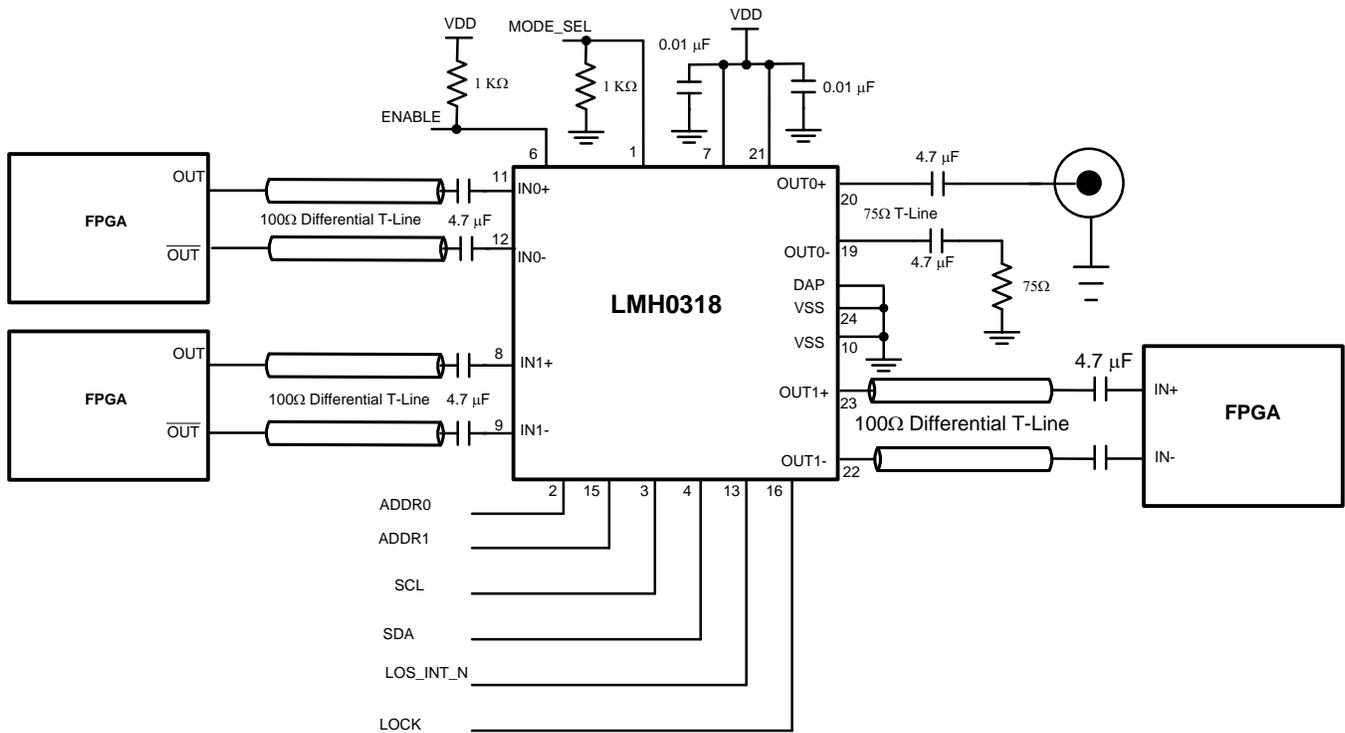 VDD
MODE_SEL
VDD
0.01 μF
1 KΩ
1 KΩ
0.01 μF
ENABLE
6
1
7
21
4.7 μF
OUT
11
IN0+
OUT0+
20
FPGA
100Ω Differential T-Line
4.7 μF
75Ω T-Line
12
OUT
IN0-
OUT0-
19
4.7 μF
DAP
75Ω
LMH0318
VSS
24
VSS
10
OUT
8
IN1+
4.7 μF
OUT1+
23
IN+
FPGA
100Ω Differential T-Line
4.7 μF
FPGA
100Ω Differential T-Line
OUT
9
IN1-
OUT1-
22
IN-
2
15
3
4
13
16
ADDR0
ADDR1
SCL
SDA
LOS_INT_N
LOCK